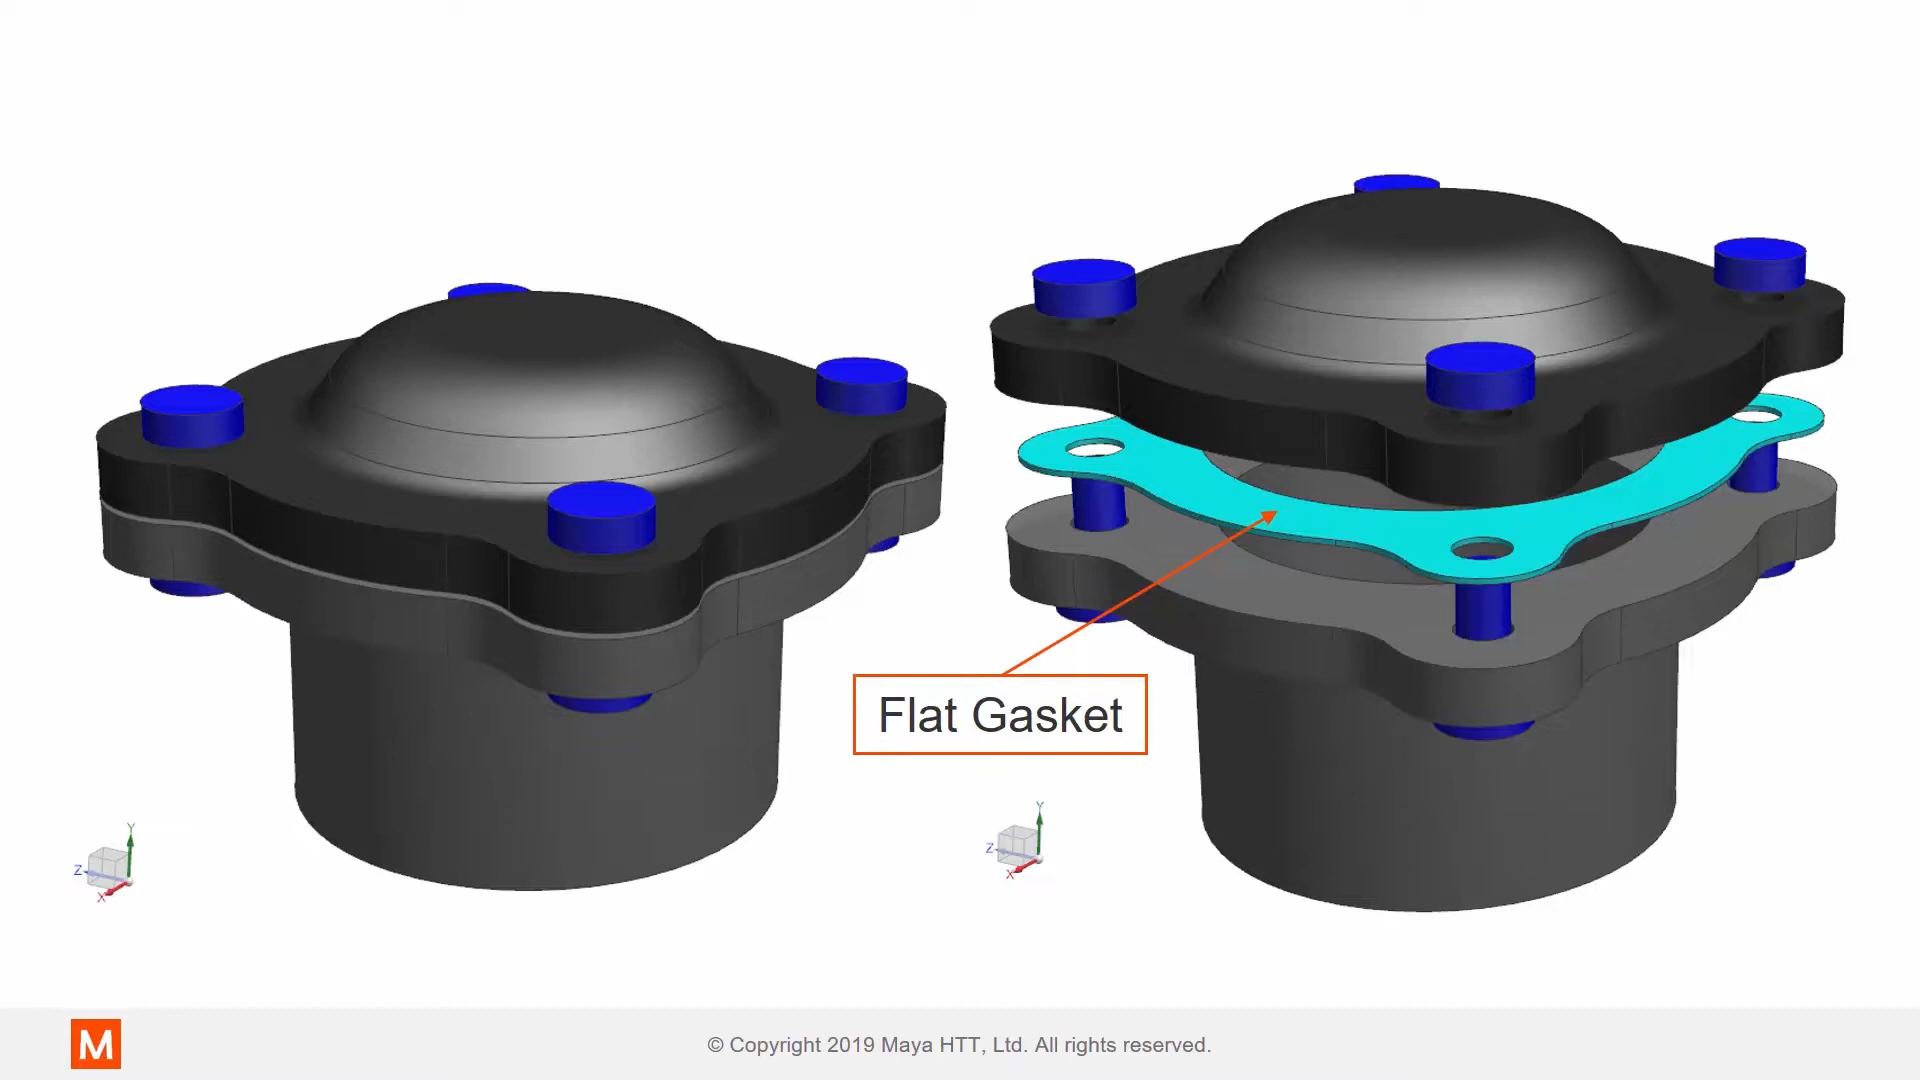 Flat Gasket
Y
Z
X
Y
Z
X
M
© Copyright 2019 Maya HTT, Ltd. All rights reserved.